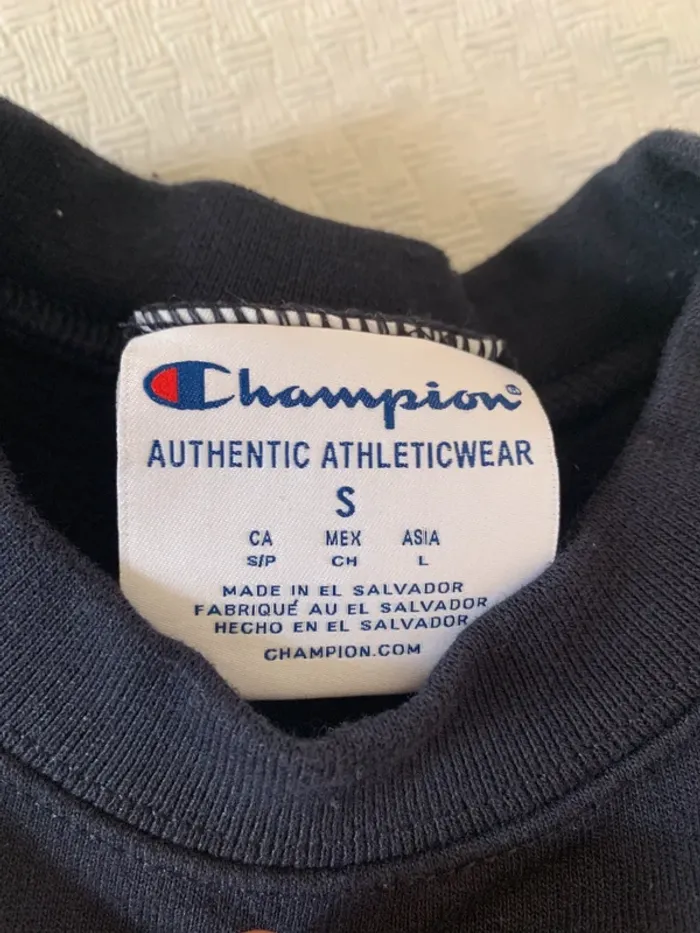 Champion®
AUTHENTIC ATHLETICWEAR
S
CA MEX ASIA
S/P CH L
MADE IN EL SALVADOR
FABRIQUÉ AU EL SALVADOR
HECHO EN EL SALVADOR
CHAMPION.COM